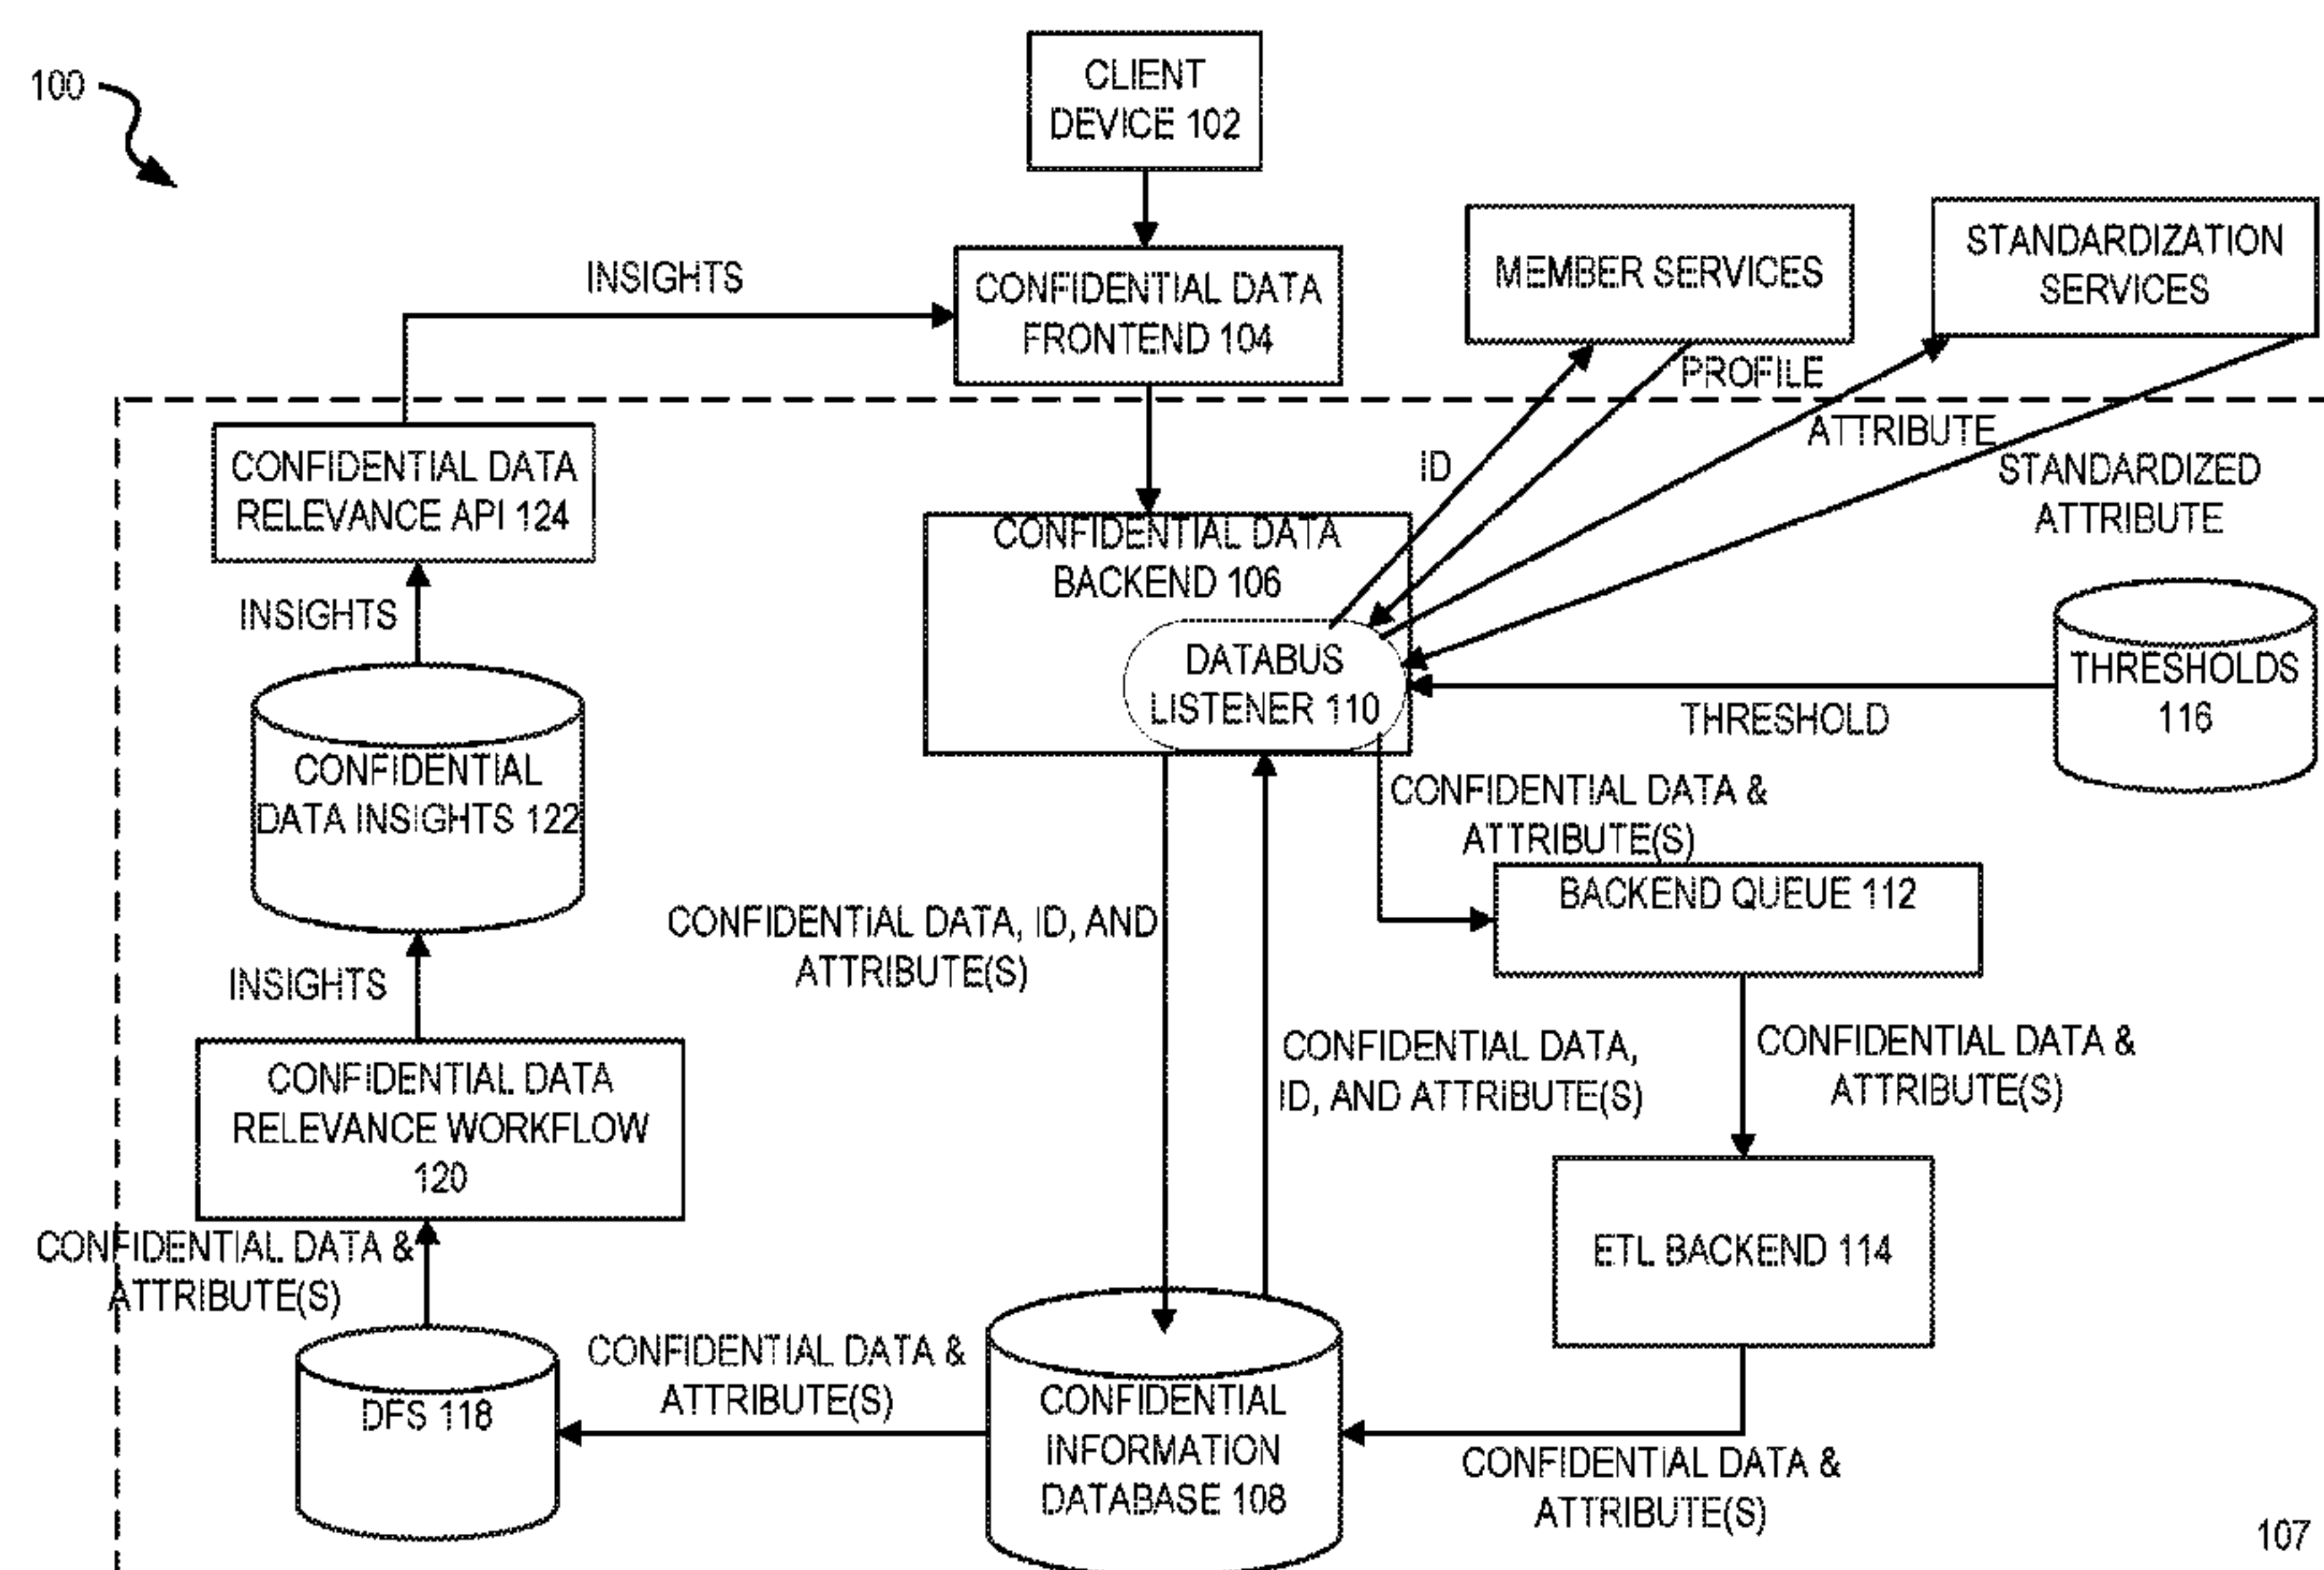 100
CLIENT
DEVICE 102
INSIGHTS
CONFIDENTIAL DATA
FRONTEND 104
MEMBER SERVICES
STANDARDIZATION
SERVICES
PROFILE
ATTRIBUTE
ID
STANDARDIZED
ATTRIBUTE
CONFIDENTIAL DATA
RELEVANCE API 124
CONFIDENTIAL DATA
BACKEND 106
INSIGHTS
DATABUS
LISTENER 110
THRESHOLD
THRESHOLDS
116
CONFIDENTIAL
DATA INSIGHTS 122
CONFIDENTIAL DATA &
ATTRIBUTE(S)
BACKEND QUEUE 112
CONFIDENTIAL DATA, ID, AND
ATTRIBUTE(S)
INSIGHTS
CONFIDENTIAL DATA,
ID, AND ATTRIBUTE(S)
CONFIDENTIAL DATA &
ATTRIBUTE(S)
CONFIDENTIAL DATA
RELEVANCE WORKFLOW
120
ETL BACKEND 114
CONFIDENTIAL DATA &
ATTRIBUTE(S)
DFS 118
CONFIDENTIAL DATA &
ATTRIBUTE(S)
CONFIDENTIAL
INFORMATION
DATABASE 108
CONFIDENTIAL DATA &
ATTRIBUTE(S)
107